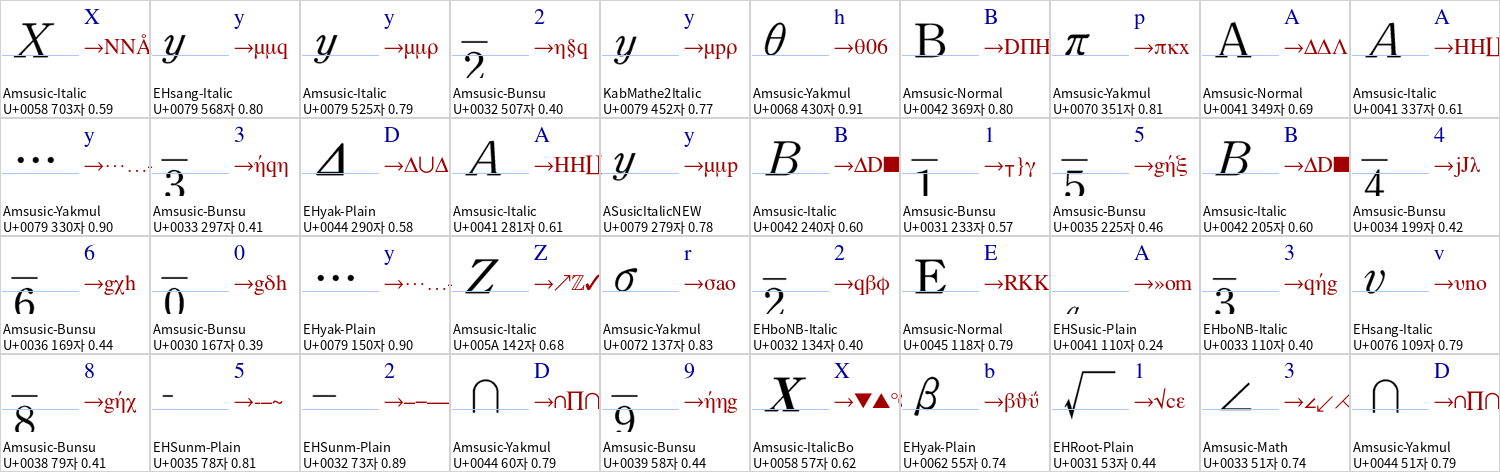 X X →NNÅ
Amsusic-Italic
U+0058 703자 0.59
y y →μμq
EHsang-Italic
U+0079 568자 0.80
y y →μμρ
Amsusic-Italic
U+0079 525자 0.79
2 2 →η§q
Amsusic-Bunsu
U+0032 507자 0.40
y y →μpρ
KabMathe2Italic
U+0079 452자 0.77
θ h →θ06
Amsusic-Yakmul
U+0068 430자 0.91
B B →DΠH
Amsusic-Normal
U+0042 369자 0.80
π p →πκx
Amsusic-Yakmul
U+0070 351자 0.81
A A →ΔΔΛ
Amsusic-Normal
U+0041 349자 0.69
A A →HH∐
Amsusic-Italic
U+0041 337자 0.61
··· y →⋯…
Amsusic-Yakmul
U+0079 330자 0.90
3 3 →ήqη
Amsusic-Bunsu
U+0033 297자 0.41
Δ D →Δ∪Δ
EHyak-Plain
U+0044 290자 0.58
A A →HH∐
Amsusic-Italic
U+0041 281자 0.61
y y →μμp
ASusicItalicNEW
U+0079 279자 0.78
B B →ΔD■
Amsusic-Italic
U+0042 240자 0.60
1 1 →┬}γ
Amsusic-Bunsu
U+0031 233자 0.57
5 5 →gήξ
Amsusic-Bunsu
U+0035 225자 0.46
B B →ΔD■
Amsusic-Italic
U+0042 205자 0.60
4 4 →jJλ
Amsusic-Bunsu
U+0034 199자 0.42
6 6 →gχh
Amsusic-Bunsu
U+0036 169자 0.44
0 0 →gδh
Amsusic-Bunsu
U+0030 167자 0.39
··· y →⋯…
EHyak-Plain
U+0079 150자 0.90
Z Z →↗ℤ✓
Amsusic-Italic
U+005A 142자 0.68
σ r →σao
Amsusic-Yakmul
U+0072 137자 0.83
2 2 →qβφ
EHboNB-Italic
U+0032 134자 0.40
E E →RKK
Amsusic-Normal
U+0045 118자 0.79
A →»om
EHSusic-Plain
U+0041 110자 0.24
3 3 →qήg
EHboNB-Italic
U+0033 110자 0.40
v v →υno
EHsang-Italic
U+0076 109자 0.79
8 8 →gήχ
Amsusic-Bunsu
U+0038 79자 0.41
- 5 →-–~
EHSunm-Plain
U+0035 78자 0.81
– 2 →–−—
EHSunm-Plain
U+0032 73자 0.89
∩ D →∩∏∩
Amsusic-Yakmul
U+0044 60자 0.79
9 9 →ήηg
Amsusic-Bunsu
U+0039 58자 0.44
X X →▼▲°
Amsusic-ItalicBo
U+0058 57자 0.62
β b →βϑΰ
EHyak-Plain
U+0062 55자 0.74
√ 1 →√cε
EHRoot-Plain
U+0031 53자 0.44
∠ 3 →∠↙
Amsusic-Math
U+0033 51자 0.74
∩ D →∩∏∩
Amsusic-Yakmul
U+0044 51자 0.79